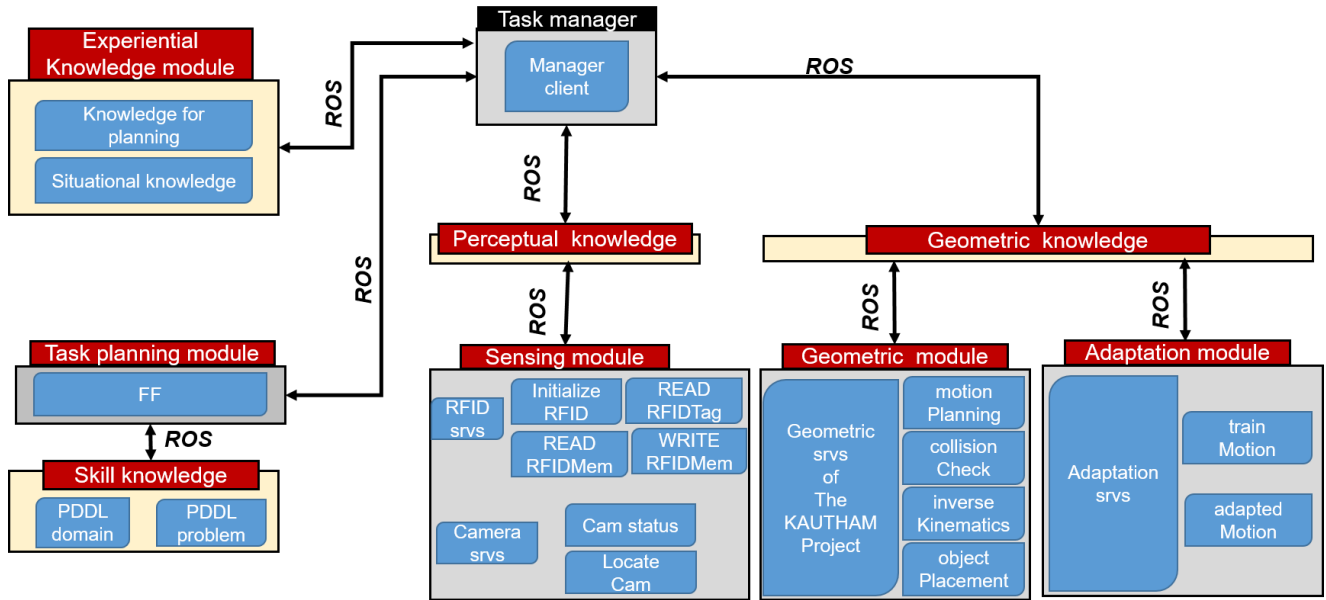 Task manager
Manager
client
Experiential
Knowledge module
Knowledge for
planning
Situational knowledge
ROS
ROS
ROS
ROS
Perceptual  knowledge
Geometric  knowledge
ROS
ROS
ROS
Task planning module
FF
ROS
Skill knowledge
PDDL
domain
PDDL
problem
Sensing module
RFID
srvs
Initialize
RFID
READ
RFIDTag
READ
RFIDMem
WRITE
RFIDMem
Camera
srvs
Cam status
Locate
Cam
Geometric  module
Geometric
srvs
of
The
KAUTHAM
Project
motion
Planning
collision
Check
inverse
Kinematics
object
Placement
Adaptation module
Adaptation
srvs
train
Motion
adapted
Motion